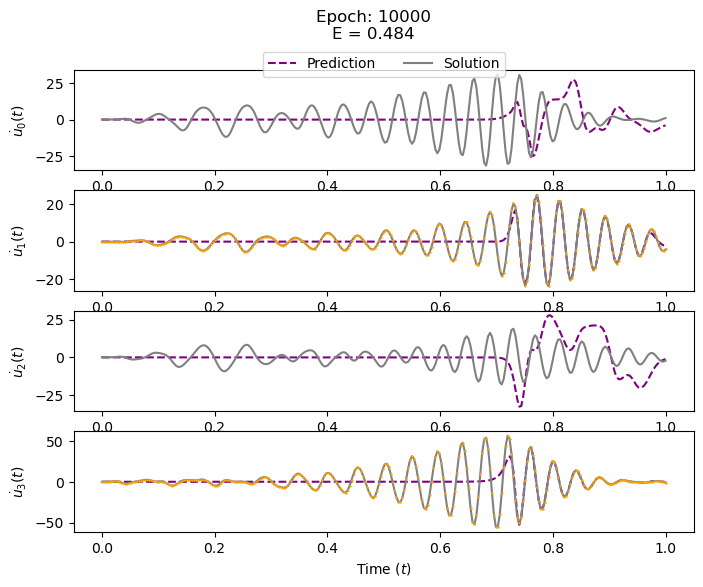 Epoch: 10000
E = 0.484
Prediction
Solution
25
0
−25
u̇₀(t)
0.0 0.2 0.4 0.6 0.8 1.0
20
0
−20
u̇₁(t)
0.0 0.2 0.4 0.6 0.8 1.0
25
0
−25
u̇₂(t)
0.0 0.2 0.4 0.6 0.8 1.0
50
0
−50
u̇₃(t)
0.0 0.2 0.4 0.6 0.8 1.0
Time (t)